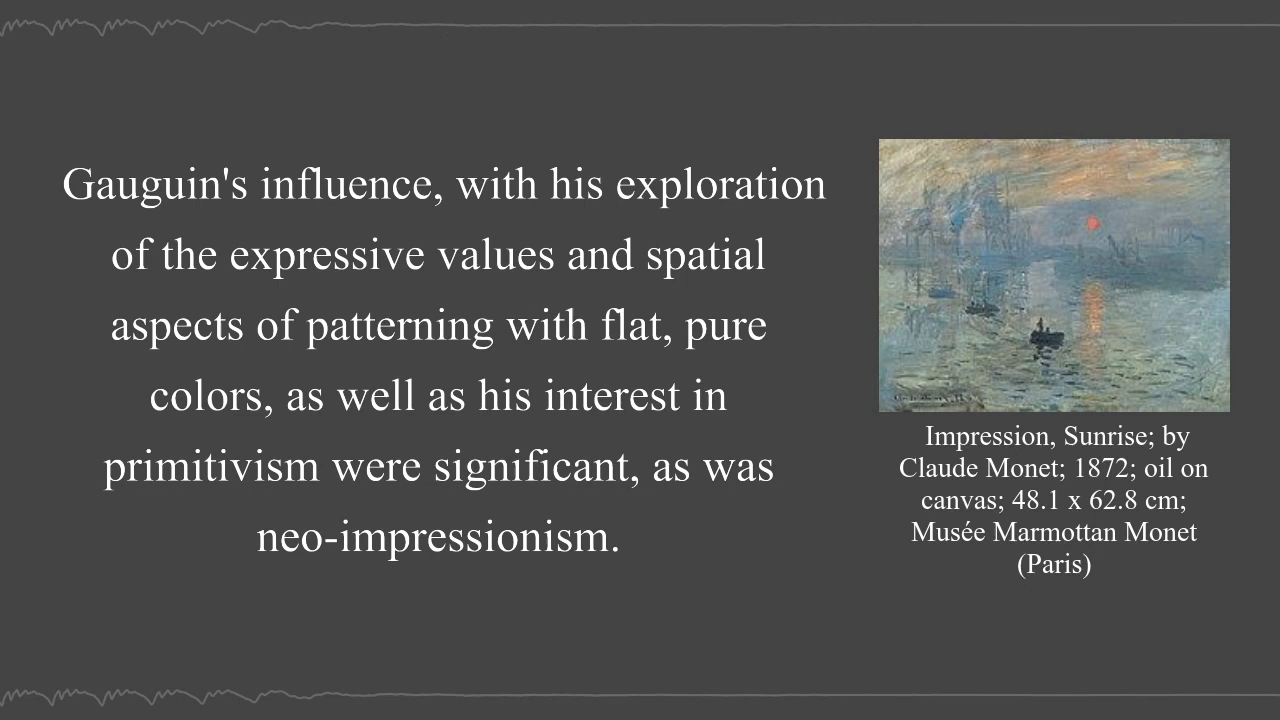 Gauguin's influence, with his exploration
of the expressive values and spatial
aspects of patterning with flat, pure
colors, as well as his interest in
primitivism were significant, as was
neo-impressionism.
Impression, Sunrise; by
Claude Monet; 1872; oil on
canvas; 48.1 x 62.8 cm;
Musée Marmottan Monet
(Paris)